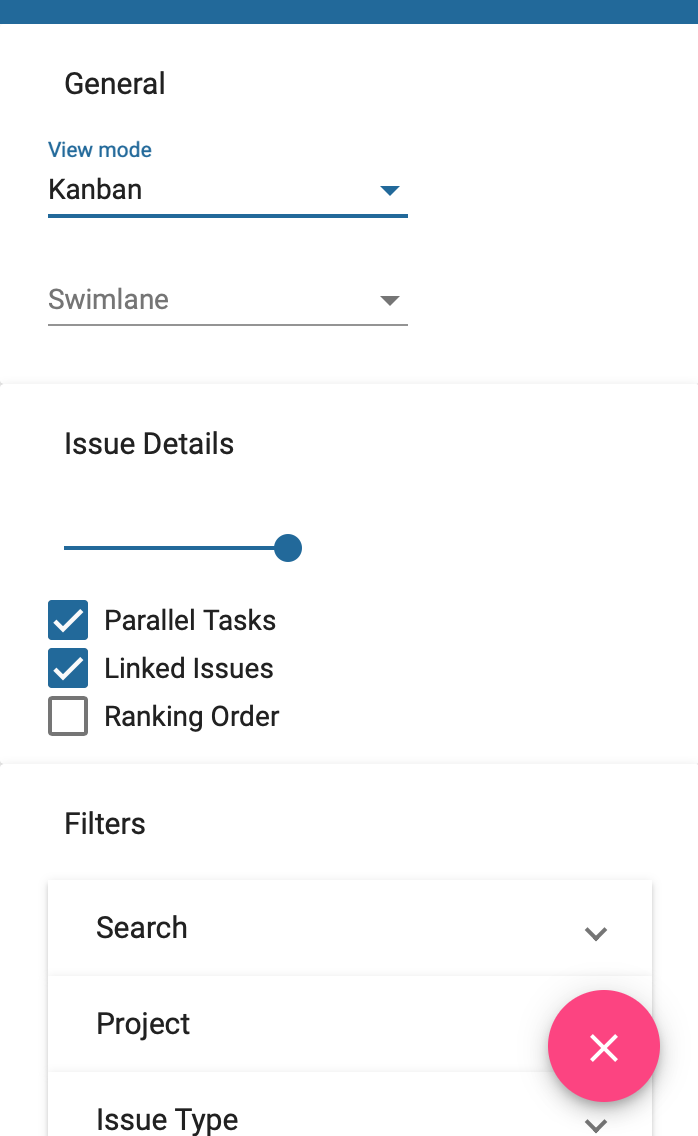 General
View mode
Kanban
Swimlane
Issue Details
Parallel Tasks
Linked Issues
Ranking Order
Filters
Search
Project
Issue Type